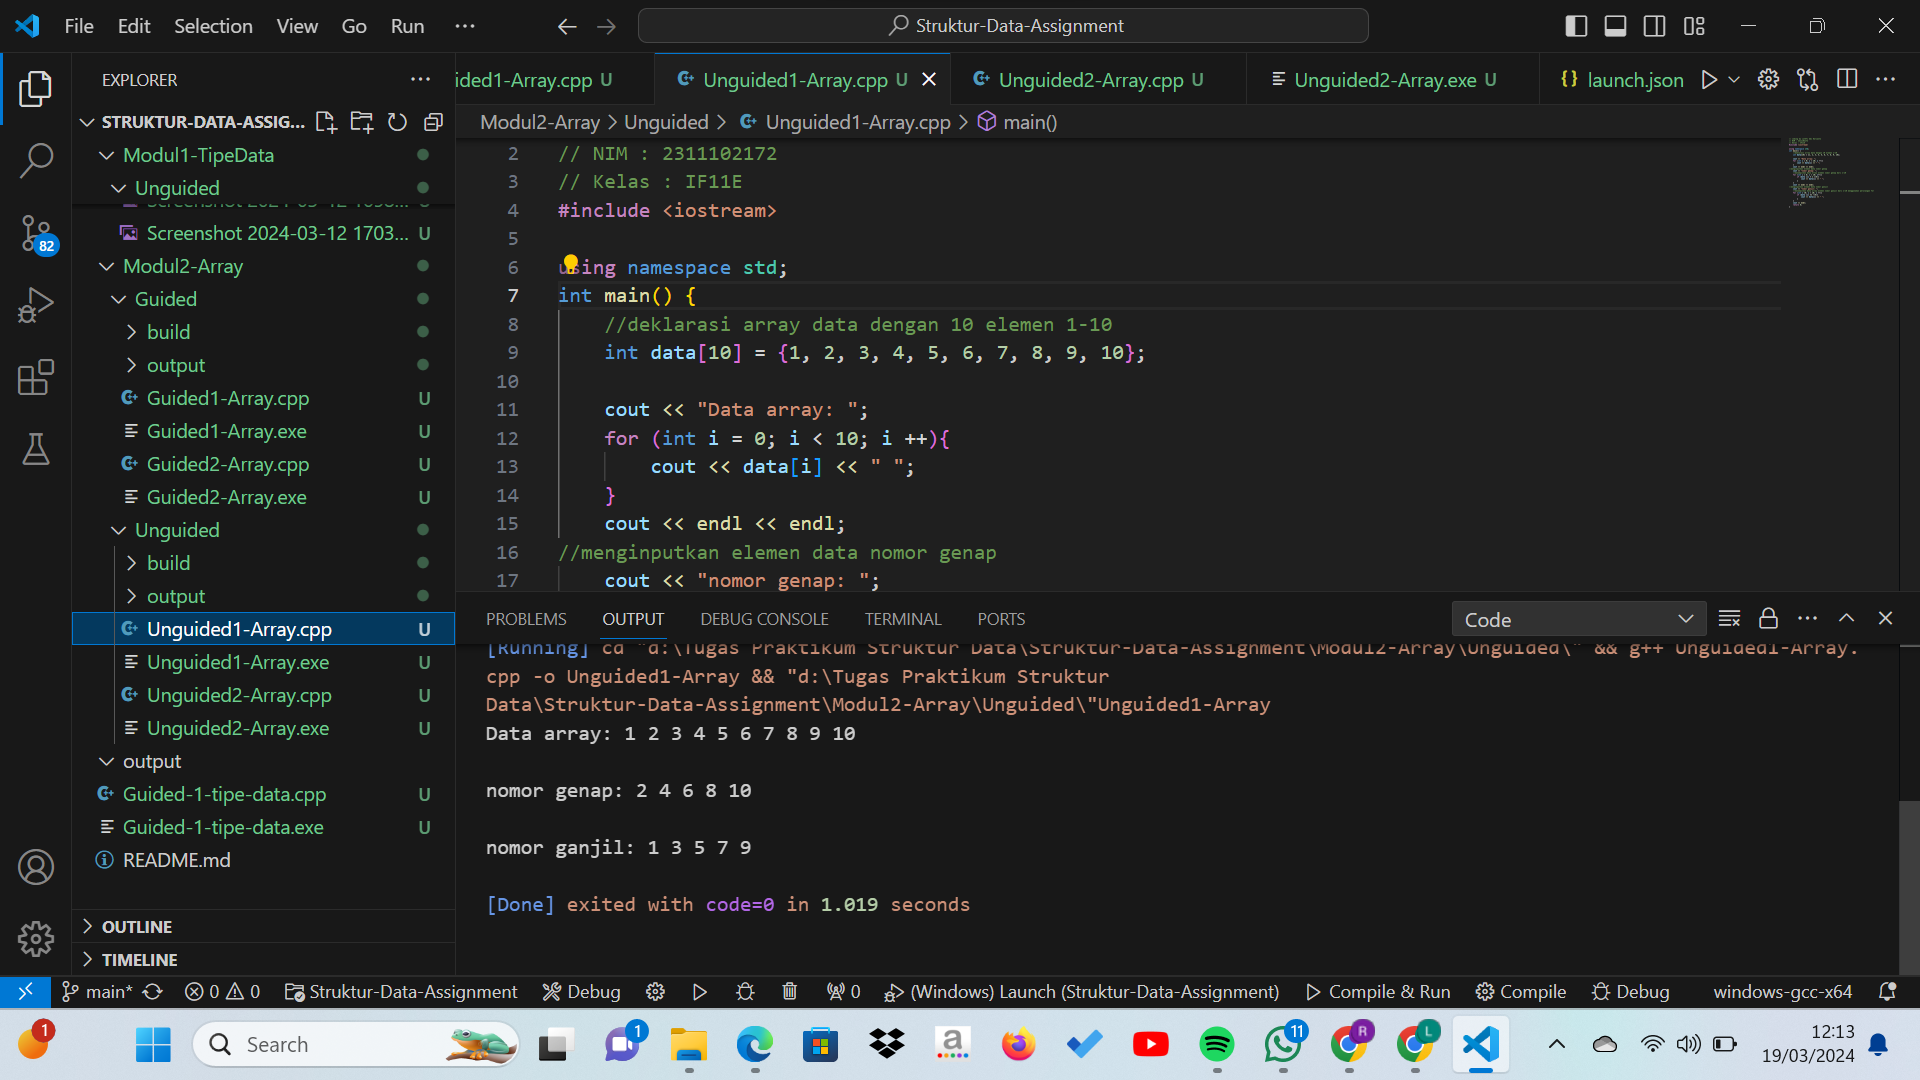 File Edit Selection View Go Run ··· Struktur-Data-Assignment
EXPLORER ···
STRUKTUR-DATA-ASSIG...
Modul1-TipeData
Unguided
Screenshot 2024-03-12 1703... U
Modul2-Array
Guided
build
output
Guided1-Array.cpp U
Guided1-Array.exe U
Guided2-Array.cpp U
Guided2-Array.exe U
Unguided
build
output
Unguided1-Array.cpp U
Unguided1-Array.exe U
Unguided2-Array.cpp U
Unguided2-Array.exe U
output
Guided-1-tipe-data.cpp U
Guided-1-tipe-data.exe U
README.md
OUTLINE
TIMELINE
82
ided1-Array.cpp U Unguided1-Array.cpp U Unguided2-Array.cpp U Unguided2-Array.exe U {} launch.json
Modul2-Array > Unguided > Unguided1-Array.cpp > main()
2 // NIM : 2311102172
3 // Kelas : IF11E
4 #include <iostream>
5
6 using namespace std;
7 int main() {
8 //deklarasi array data dengan 10 elemen 1-10
9 int data[10] = {1, 2, 3, 4, 5, 6, 7, 8, 9, 10};
10
11 cout << "Data array: ";
12 for (int i = 0; i < 10; i ++){
13 cout << data[i] << " ";
14 }
15 cout << endl << endl;
16 //menginputkan elemen data nomor genap
17 cout << "nomor genap: ";
PROBLEMS OUTPUT DEBUG CONSOLE TERMINAL PORTS Code
[Running] cd "d:\Tugas Praktikum Struktur Data\Struktur-Data-Assignment\Modul2-Array\Unguided\" && g++ Unguided1-Array.
cpp -o Unguided1-Array && "d:\Tugas Praktikum Struktur
Data\Struktur-Data-Assignment\Modul2-Array\Unguided\"Unguided1-Array
Data array: 1 2 3 4 5 6 7 8 9 10
nomor genap: 2 4 6 8 10
nomor ganjil: 1 3 5 7 9
[Done] exited with code=0 in 1.019 seconds
main* 0 0 Struktur-Data-Assignment Debug 0 (Windows) Launch (Struktur-Data-Assignment) Compile & Run Compile Debug windows-gcc-x64
1 Search 1 a 11 R L 12:13
19/03/2024